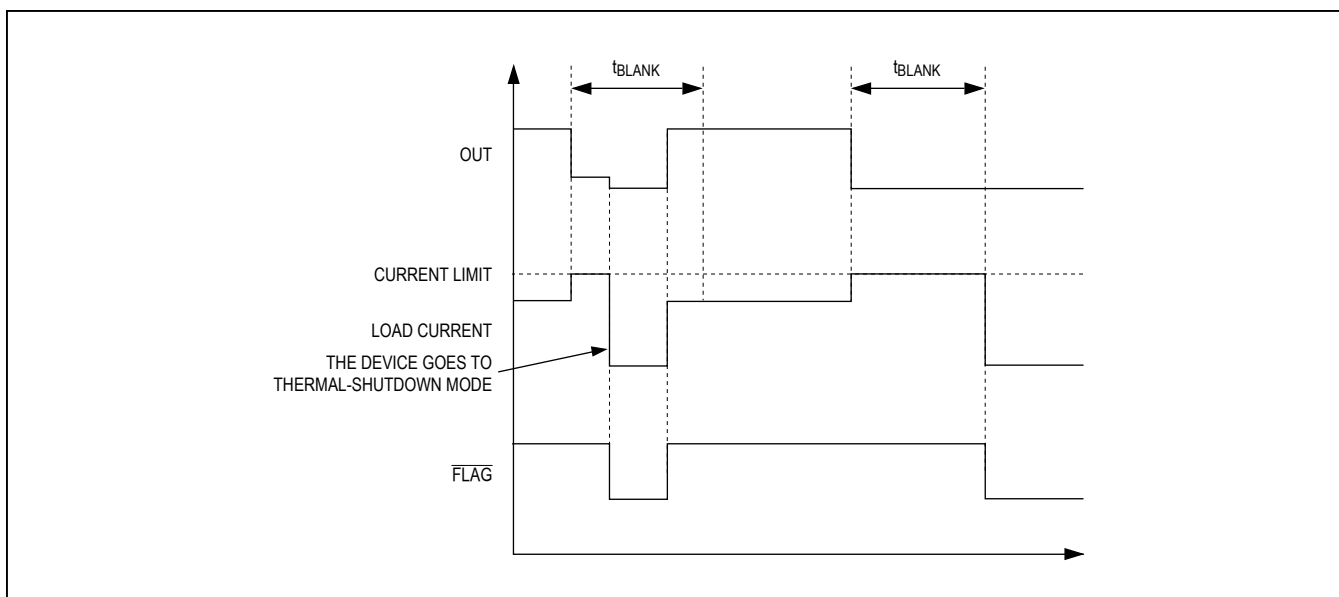 tBLANK
tBLANK
OUT
CURRENT LIMIT
LOAD CURRENT
THE DEVICE GOES TO
THERMAL-SHUTDOWN MODE
FLAG